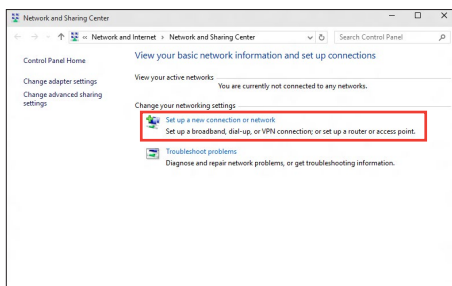 Network and Sharing Center
« Network and Internet › Network and Sharing Center
Search Control Panel
Control Panel Home
Change adapter settings
Change advanced sharing
settings
View your basic network information and set up connections
View your active networks
You are currently not connected to any networks.
Change your networking settings
Set up a new connection or network
Set up a broadband, dial-up, or VPN connection; or set up a router or access point.
Troubleshoot problems
Diagnose and repair network problems, or get troubleshooting information.